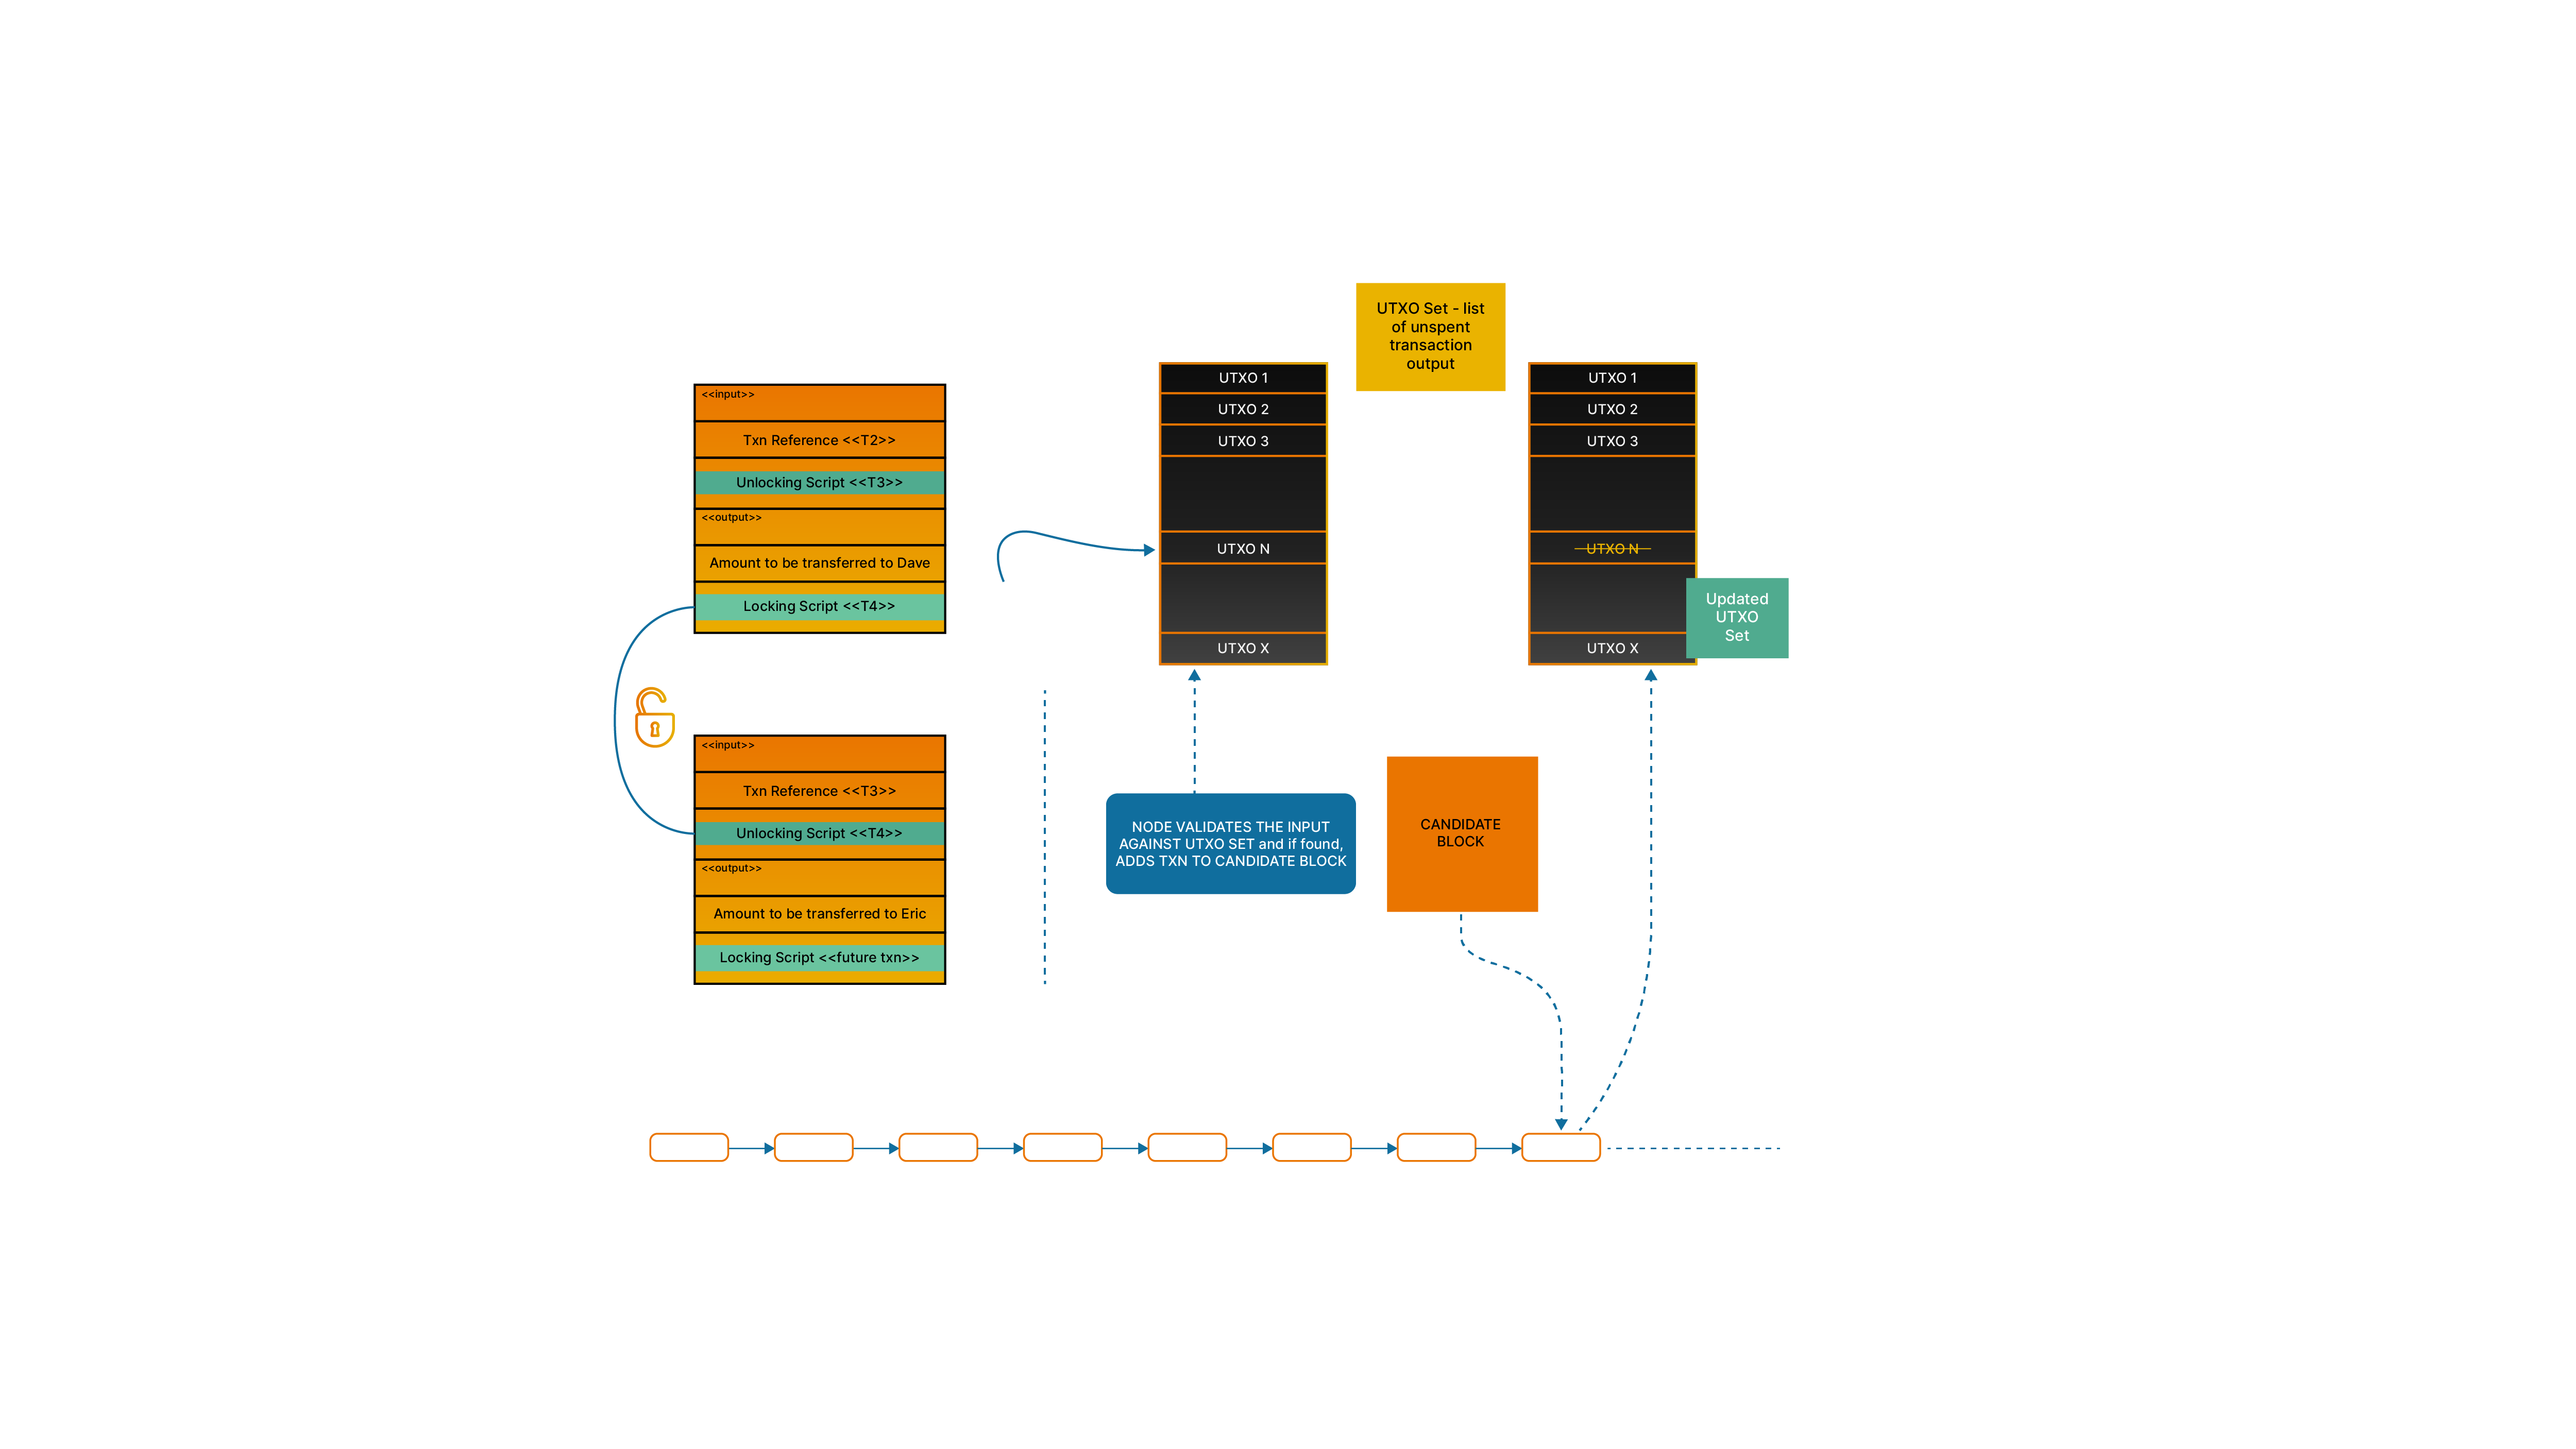 <<input>>
Txn Reference <<T2>>
Unlocking Script <<T3>>
<<output>>
Amount to be transferred to Dave
Locking Script <<T4>>
<<input>>
Txn Reference <<T3>>
Unlocking Script <<T4>>
<<output>>
Amount to be transferred to Eric
Locking Script <<future txn>>
UTXO 1
UTXO 2
UTXO 3
UTXO N
UTXO X
UTXO Set - list
of unspent
transaction
output
UTXO 1
UTXO 2
UTXO 3
UTXO N
UTXO X
Updated
UTXO
Set
NODE VALIDATES THE INPUT
AGAINST UTXO SET and if found,
ADDS TXN TO CANDIDATE BLOCK
CANDIDATE
BLOCK